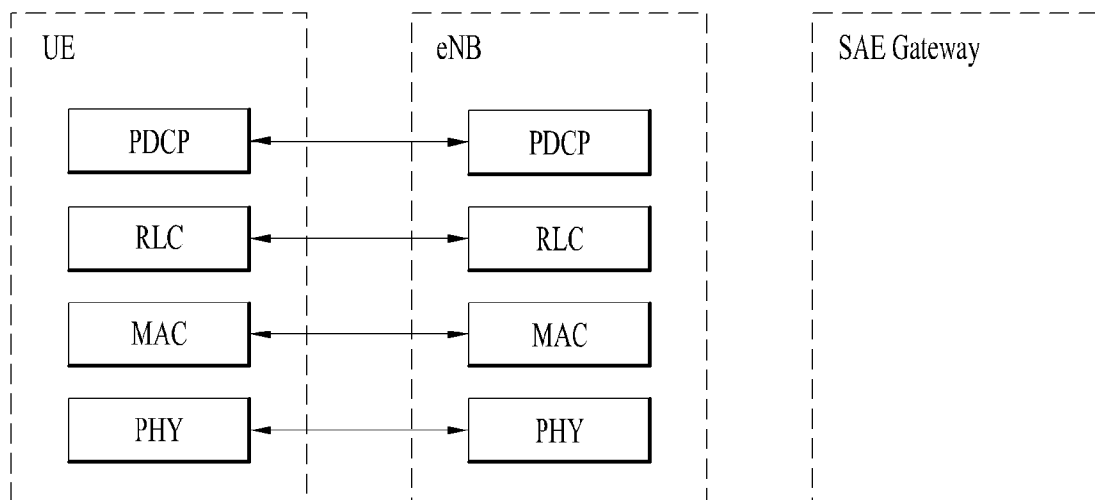 UE
eNB
SAE Gateway
PDCP
PDCP
RLC
RLC
MAC
MAC
PHY
PHY